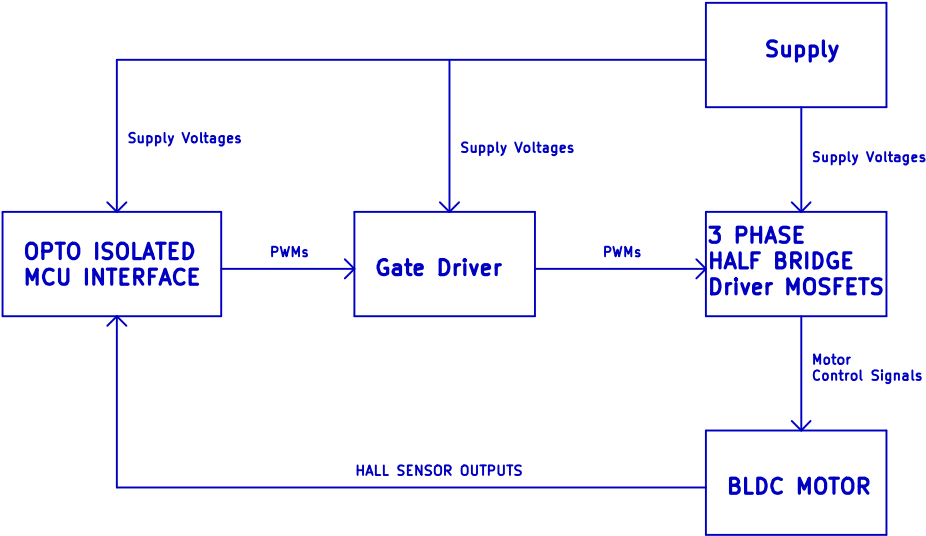 Supply
Supply Voltages
Supply Voltages
Supply Voltages
OPTO ISOLATED
MCU INTERFACE
PWMs
Gate Driver
PWMs
3 PHASE
HALF BRIDGE
Driver MOSFETS
Motor
Control Signals
HALL SENSOR OUTPUTS
BLDC MOTOR